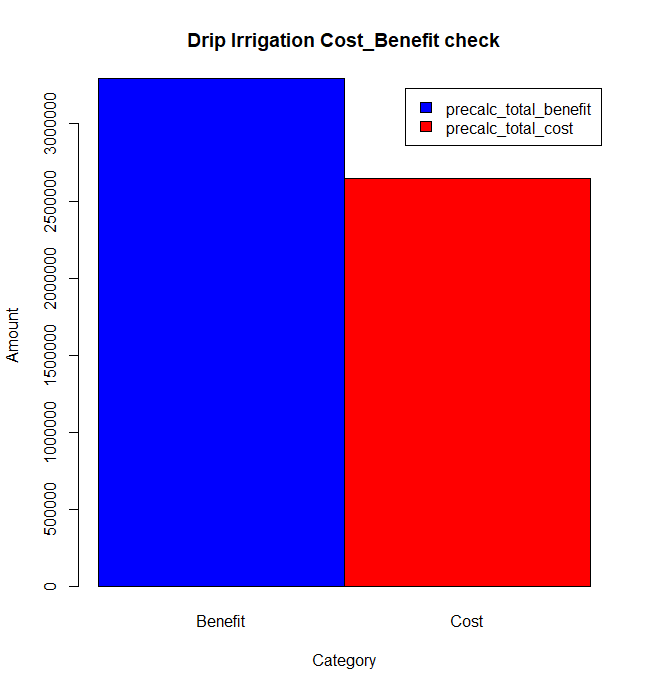 Drip Irrigation Cost_Benefit check
precalc_total_benefit
precalc_total_cost
3000000
2500000
2000000
1500000
1000000
500000
0
Amount
Benefit Cost
Category